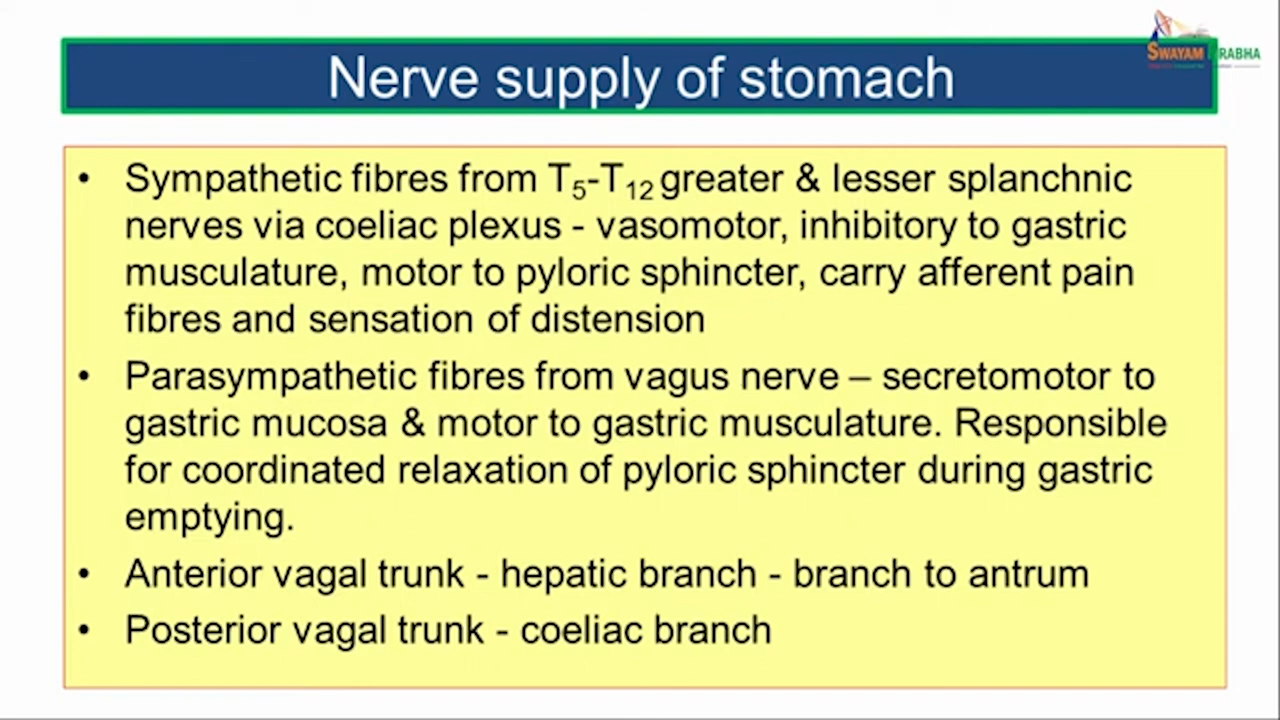 SWAYAM PRABHA
Nerve supply of stomach
• Sympathetic fibres from T5-T12 greater & lesser splanchnic
nerves via coeliac plexus - vasomotor, inhibitory to gastric
musculature, motor to pyloric sphincter, carry afferent pain
fibres and sensation of distension
• Parasympathetic fibres from vagus nerve – secretomotor to
gastric mucosa & motor to gastric musculature. Responsible
for coordinated relaxation of pyloric sphincter during gastric
emptying.
• Anterior vagal trunk - hepatic branch - branch to antrum
• Posterior vagal trunk - coeliac branch